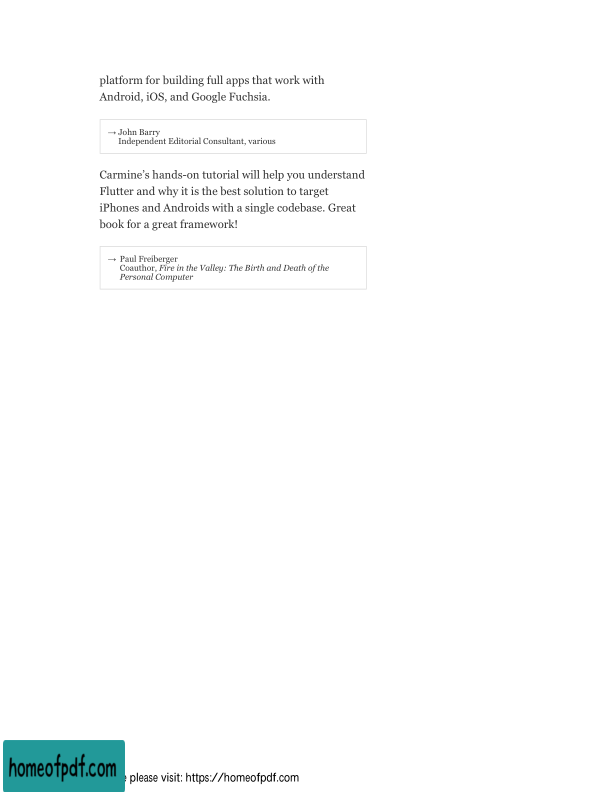 platform for building full apps that work with
Android, iOS, and Google Fuchsia.
→ John Barry
Independent Editorial Consultant, various
Carmine’s hands-on tutorial will help you understand
Flutter and why it is the best solution to target
iPhones and Androids with a single codebase. Great
book for a great framework!
→ Paul Freiberger
Coauthor, Fire in the Valley: The Birth and Death of the
Personal Computer
homeofpdf.com
please visit: https://homeofpdf.com